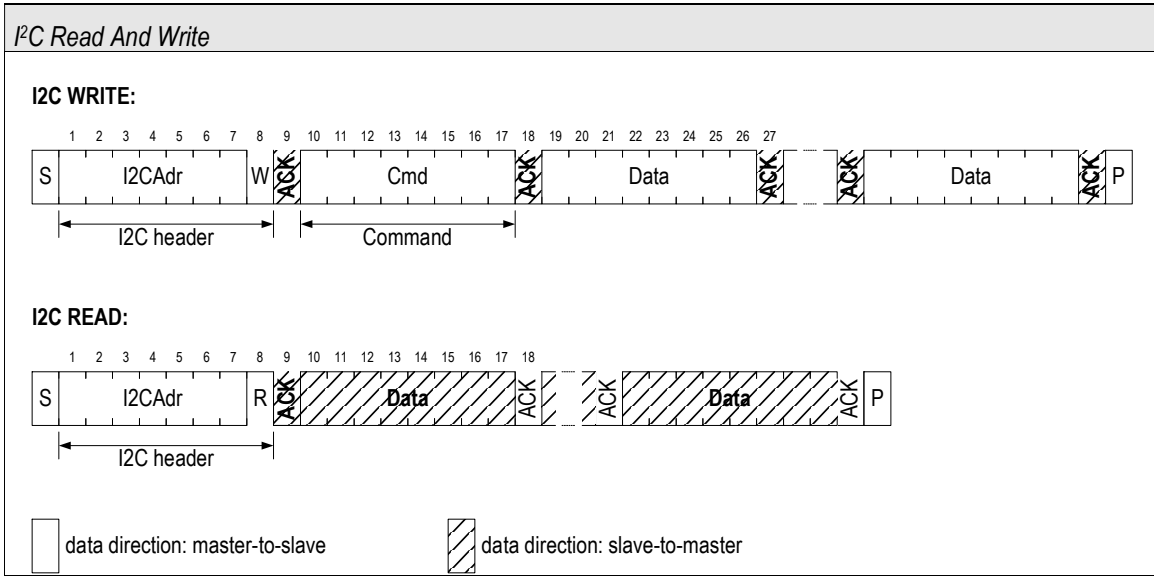 I²C Read And Write
I2C WRITE:
1 2 3 4 5 6 7 8 9 10 11 12 13 14 15 16 17 18 19 20 21 22 23 24 25 26 27
S I2CAdr W ACK Cmd ACK Data ACK ACK Data ACK P
I2C header Command
I2C READ:
1 2 3 4 5 6 7 8 9 10 11 12 13 14 15 16 17 18
S I2CAdr R ACK Data ACK ACK Data ACK P
I2C header
data direction: master-to-slave data direction: slave-to-master